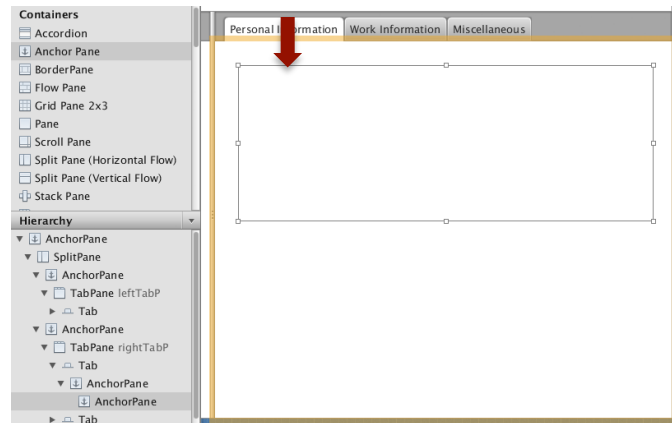 Containers
Accordion
Anchor Pane
BorderPane
Flow Pane
Grid Pane 2x3
Pane
Scroll Pane
Split Pane (Horizontal Flow)
Split Pane (Vertical Flow)
Stack Pane
Hierarchy
AnchorPane
SplitPane
AnchorPane
TabPane leftTabP
Tab
AnchorPane
TabPane rightTabP
Tab
AnchorPane
AnchorPane
Tab
Personal Information Work Information Miscellaneous